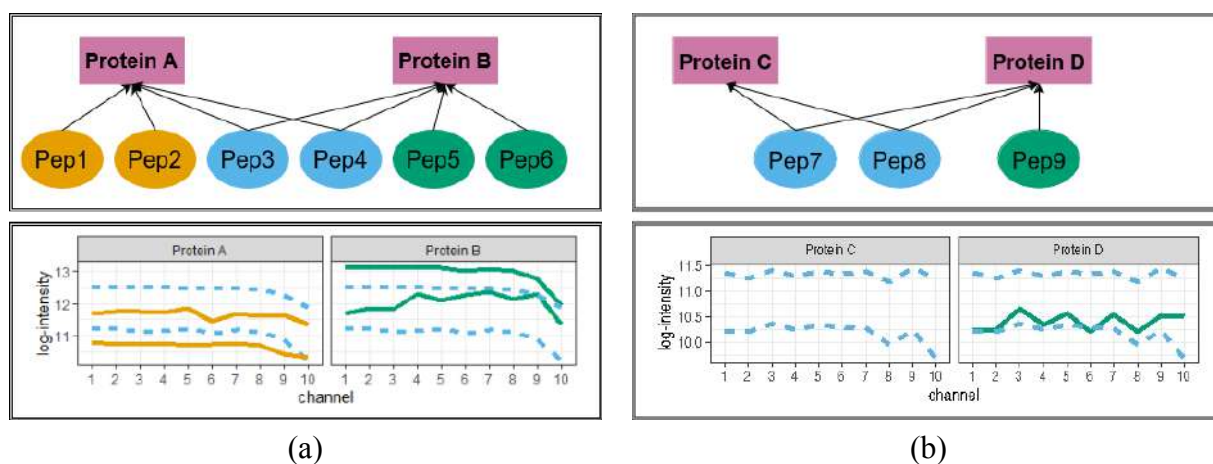 Protein A
Protein B
Pep1
Pep2
Pep3
Pep4
Pep5
Pep6
Protein A
Protein B
log-intensity
13
12
11
1 2 3 4 5 6 7 8 9 10
1 2 3 4 5 6 7 8 9 10
channel
(a)
Protein C
Protein D
Pep7
Pep8
Pep9
Protein C
Protein D
log-intensity
11.5
11.0
10.5
10.0
1 2 3 4 5 6 7 8 9 10
1 2 3 4 5 6 7 8 9 10
channel
(b)